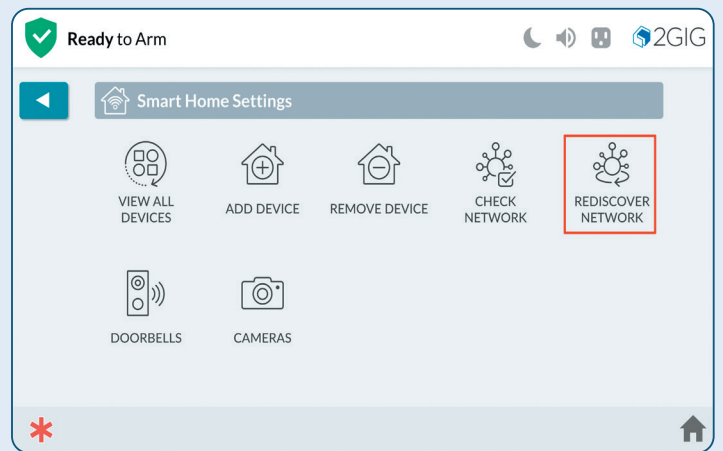 Ready to Arm
2GIG
Smart Home Settings
VIEW ALL
DEVICES
ADD DEVICE
REMOVE DEVICE
CHECK
NETWORK
REDISCOVER
NETWORK
DOORBELLS
CAMERAS